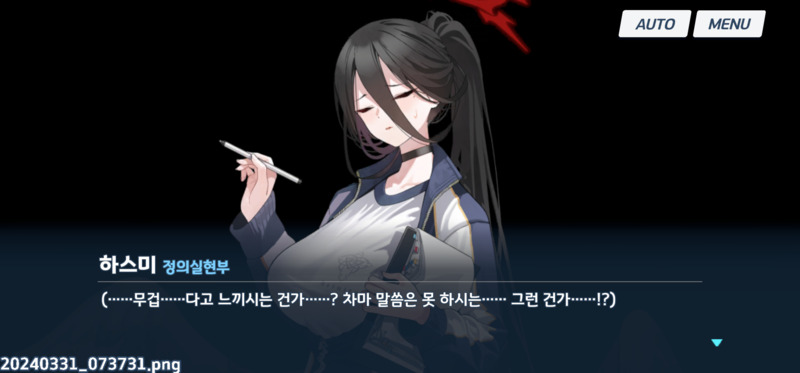 AUTO
MENU
하스미 정의실현부
(……무겁……다고 느끼시는 건가……? 차마 말씀은 못 하시는…… 그런 건가……!?)
20240331_073731.png